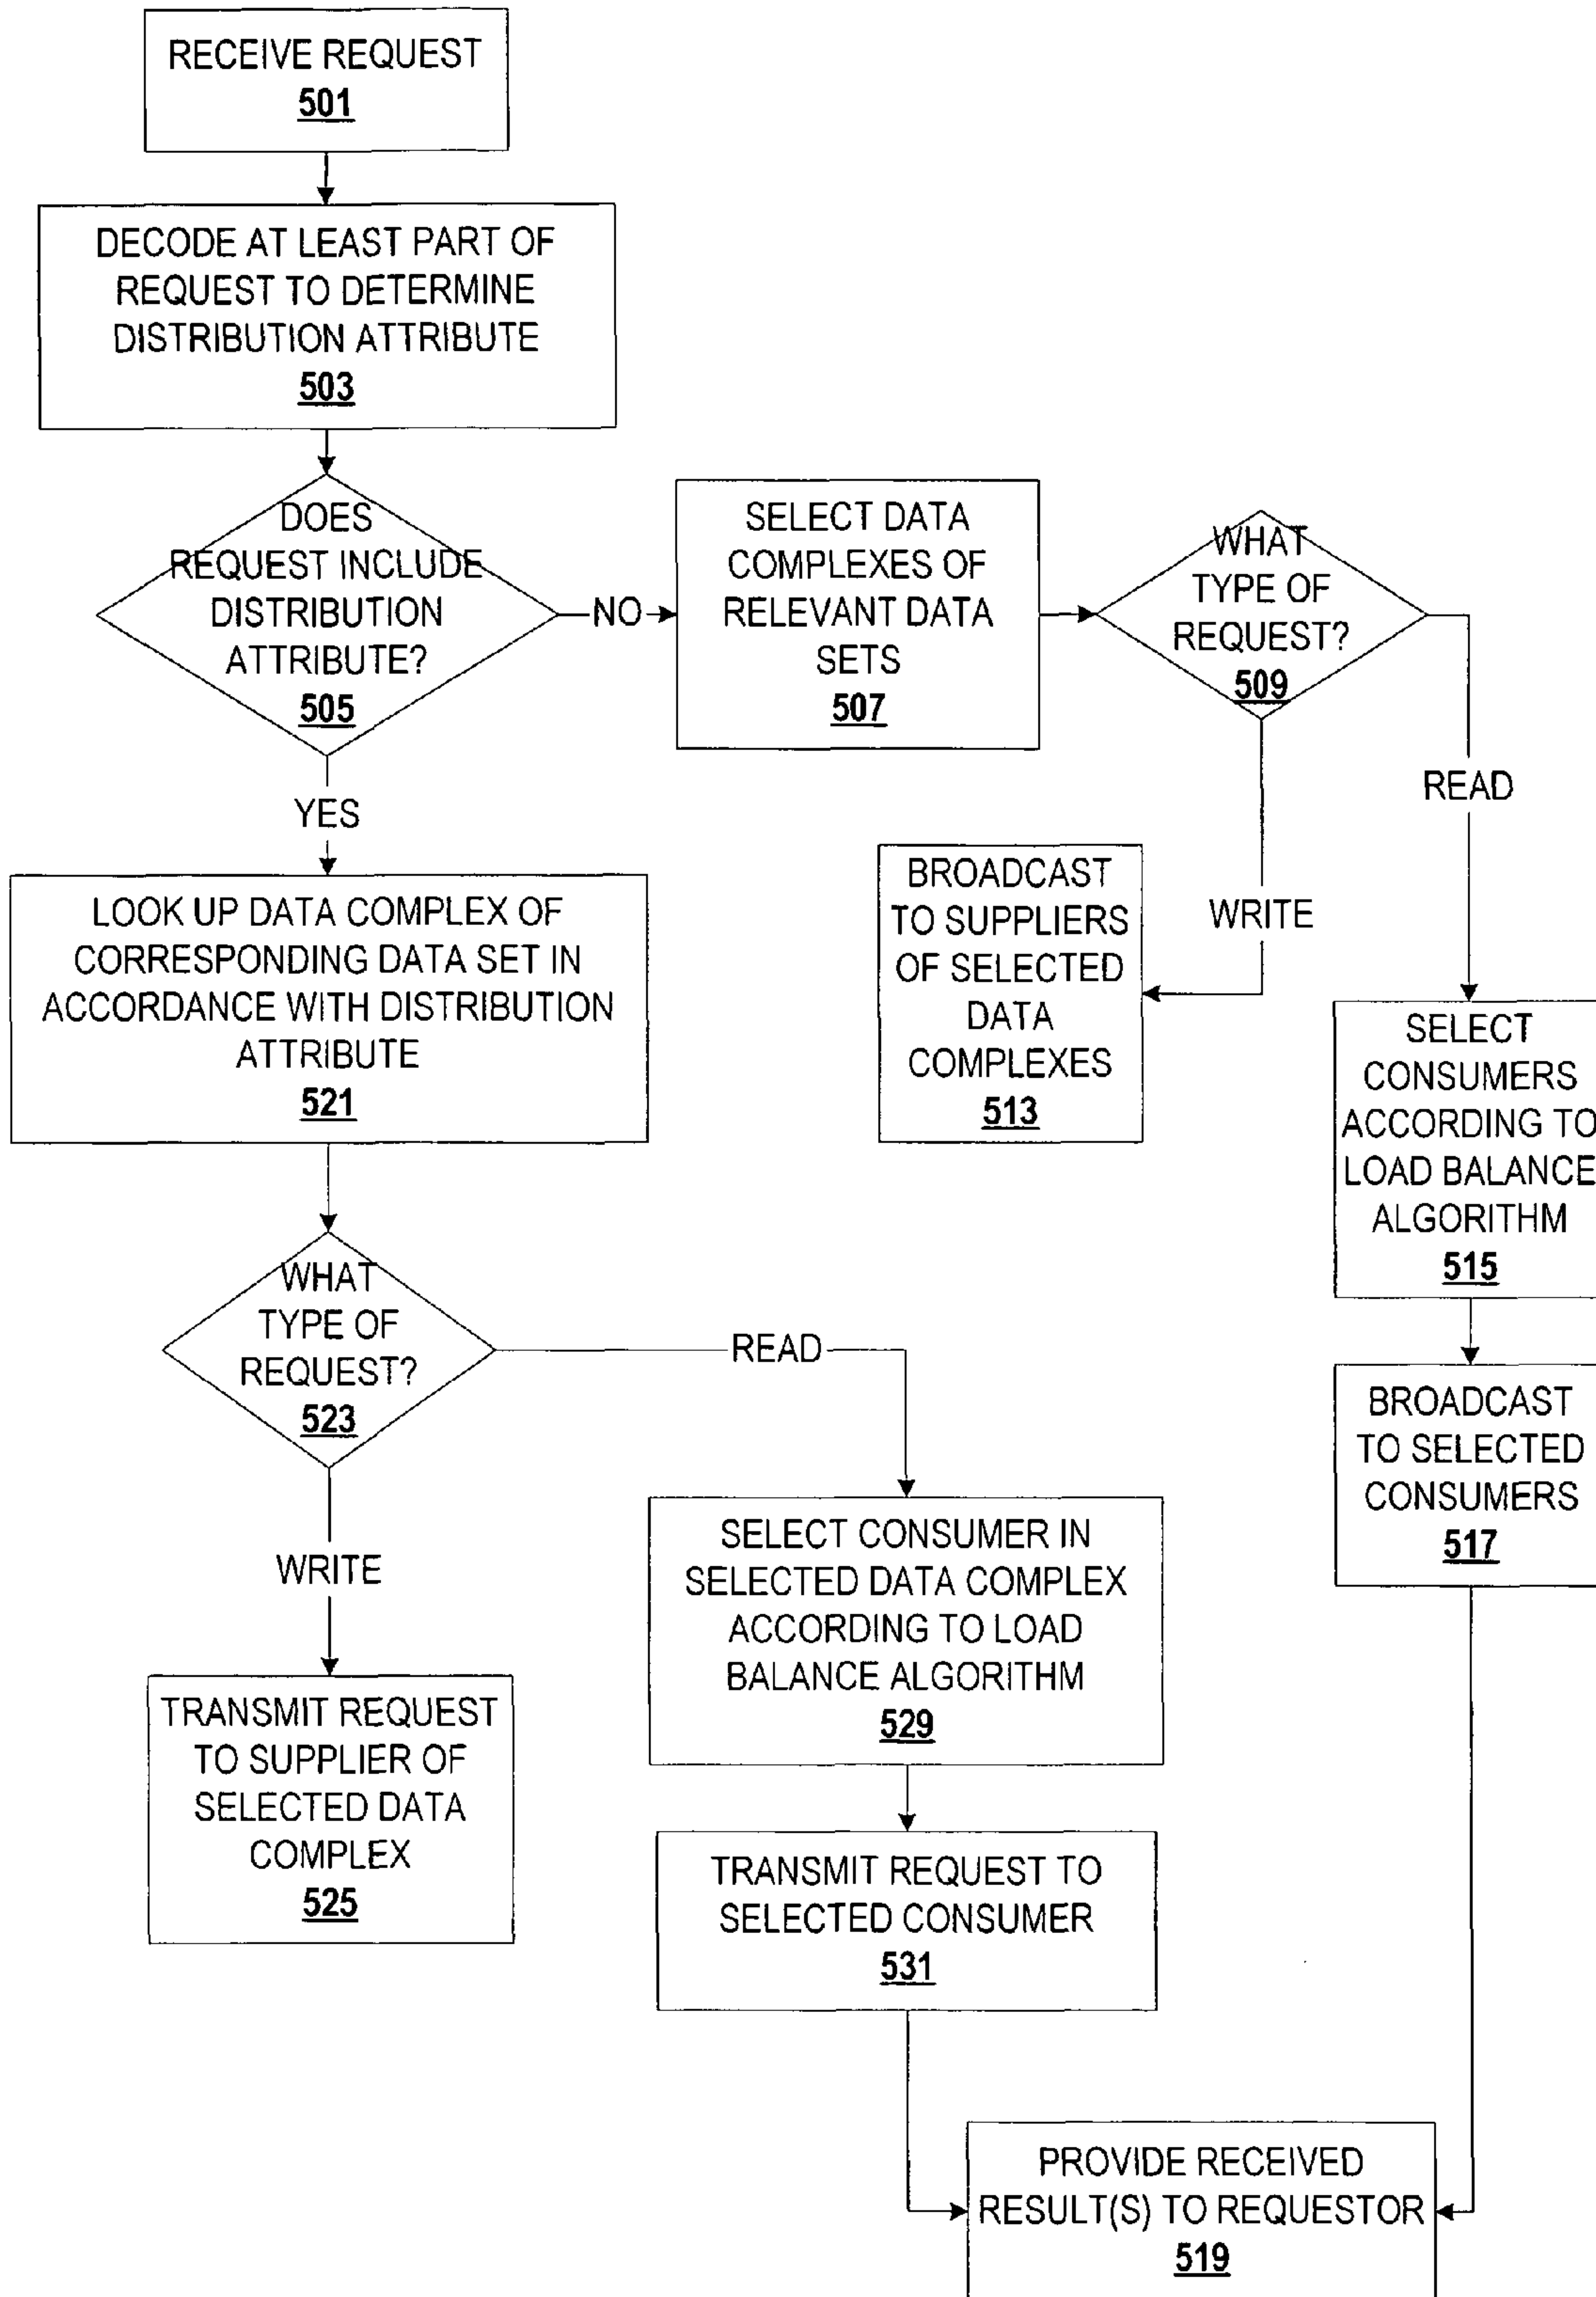 RECEIVE REQUEST
501
DECODE AT LEAST PART OF
REQUEST TO DETERMINE
DISTRIBUTION ATTRIBUTE
503
DOES
REQUEST INCLUDE
DISTRIBUTION
ATTRIBUTE?
505
NO
SELECT DATA
COMPLEXES OF
RELEVANT DATA
SETS
507
WHAT
TYPE OF
REQUEST?
509
READ
WRITE
BROADCAST
TO SUPPLIERS
OF SELECTED
DATA
COMPLEXES
513
SELECT
CONSUMERS
ACCORDING TO
LOAD BALANCE
ALGORITHM
515
BROADCAST
TO SELECTED
CONSUMERS
517
YES
LOOK UP DATA COMPLEX OF
CORRESPONDING DATA SET IN
ACCORDANCE WITH DISTRIBUTION
ATTRIBUTE
521
WHAT
TYPE OF
REQUEST?
523
READ
WRITE
TRANSMIT REQUEST
TO SUPPLIER OF
SELECTED DATA
COMPLEX
525
SELECT CONSUMER IN
SELECTED DATA COMPLEX
ACCORDING TO LOAD
BALANCE ALGORITHM
529
TRANSMIT REQUEST TO
SELECTED CONSUMER
531
PROVIDE RECEIVED
RESULT(S) TO REQUESTOR
519